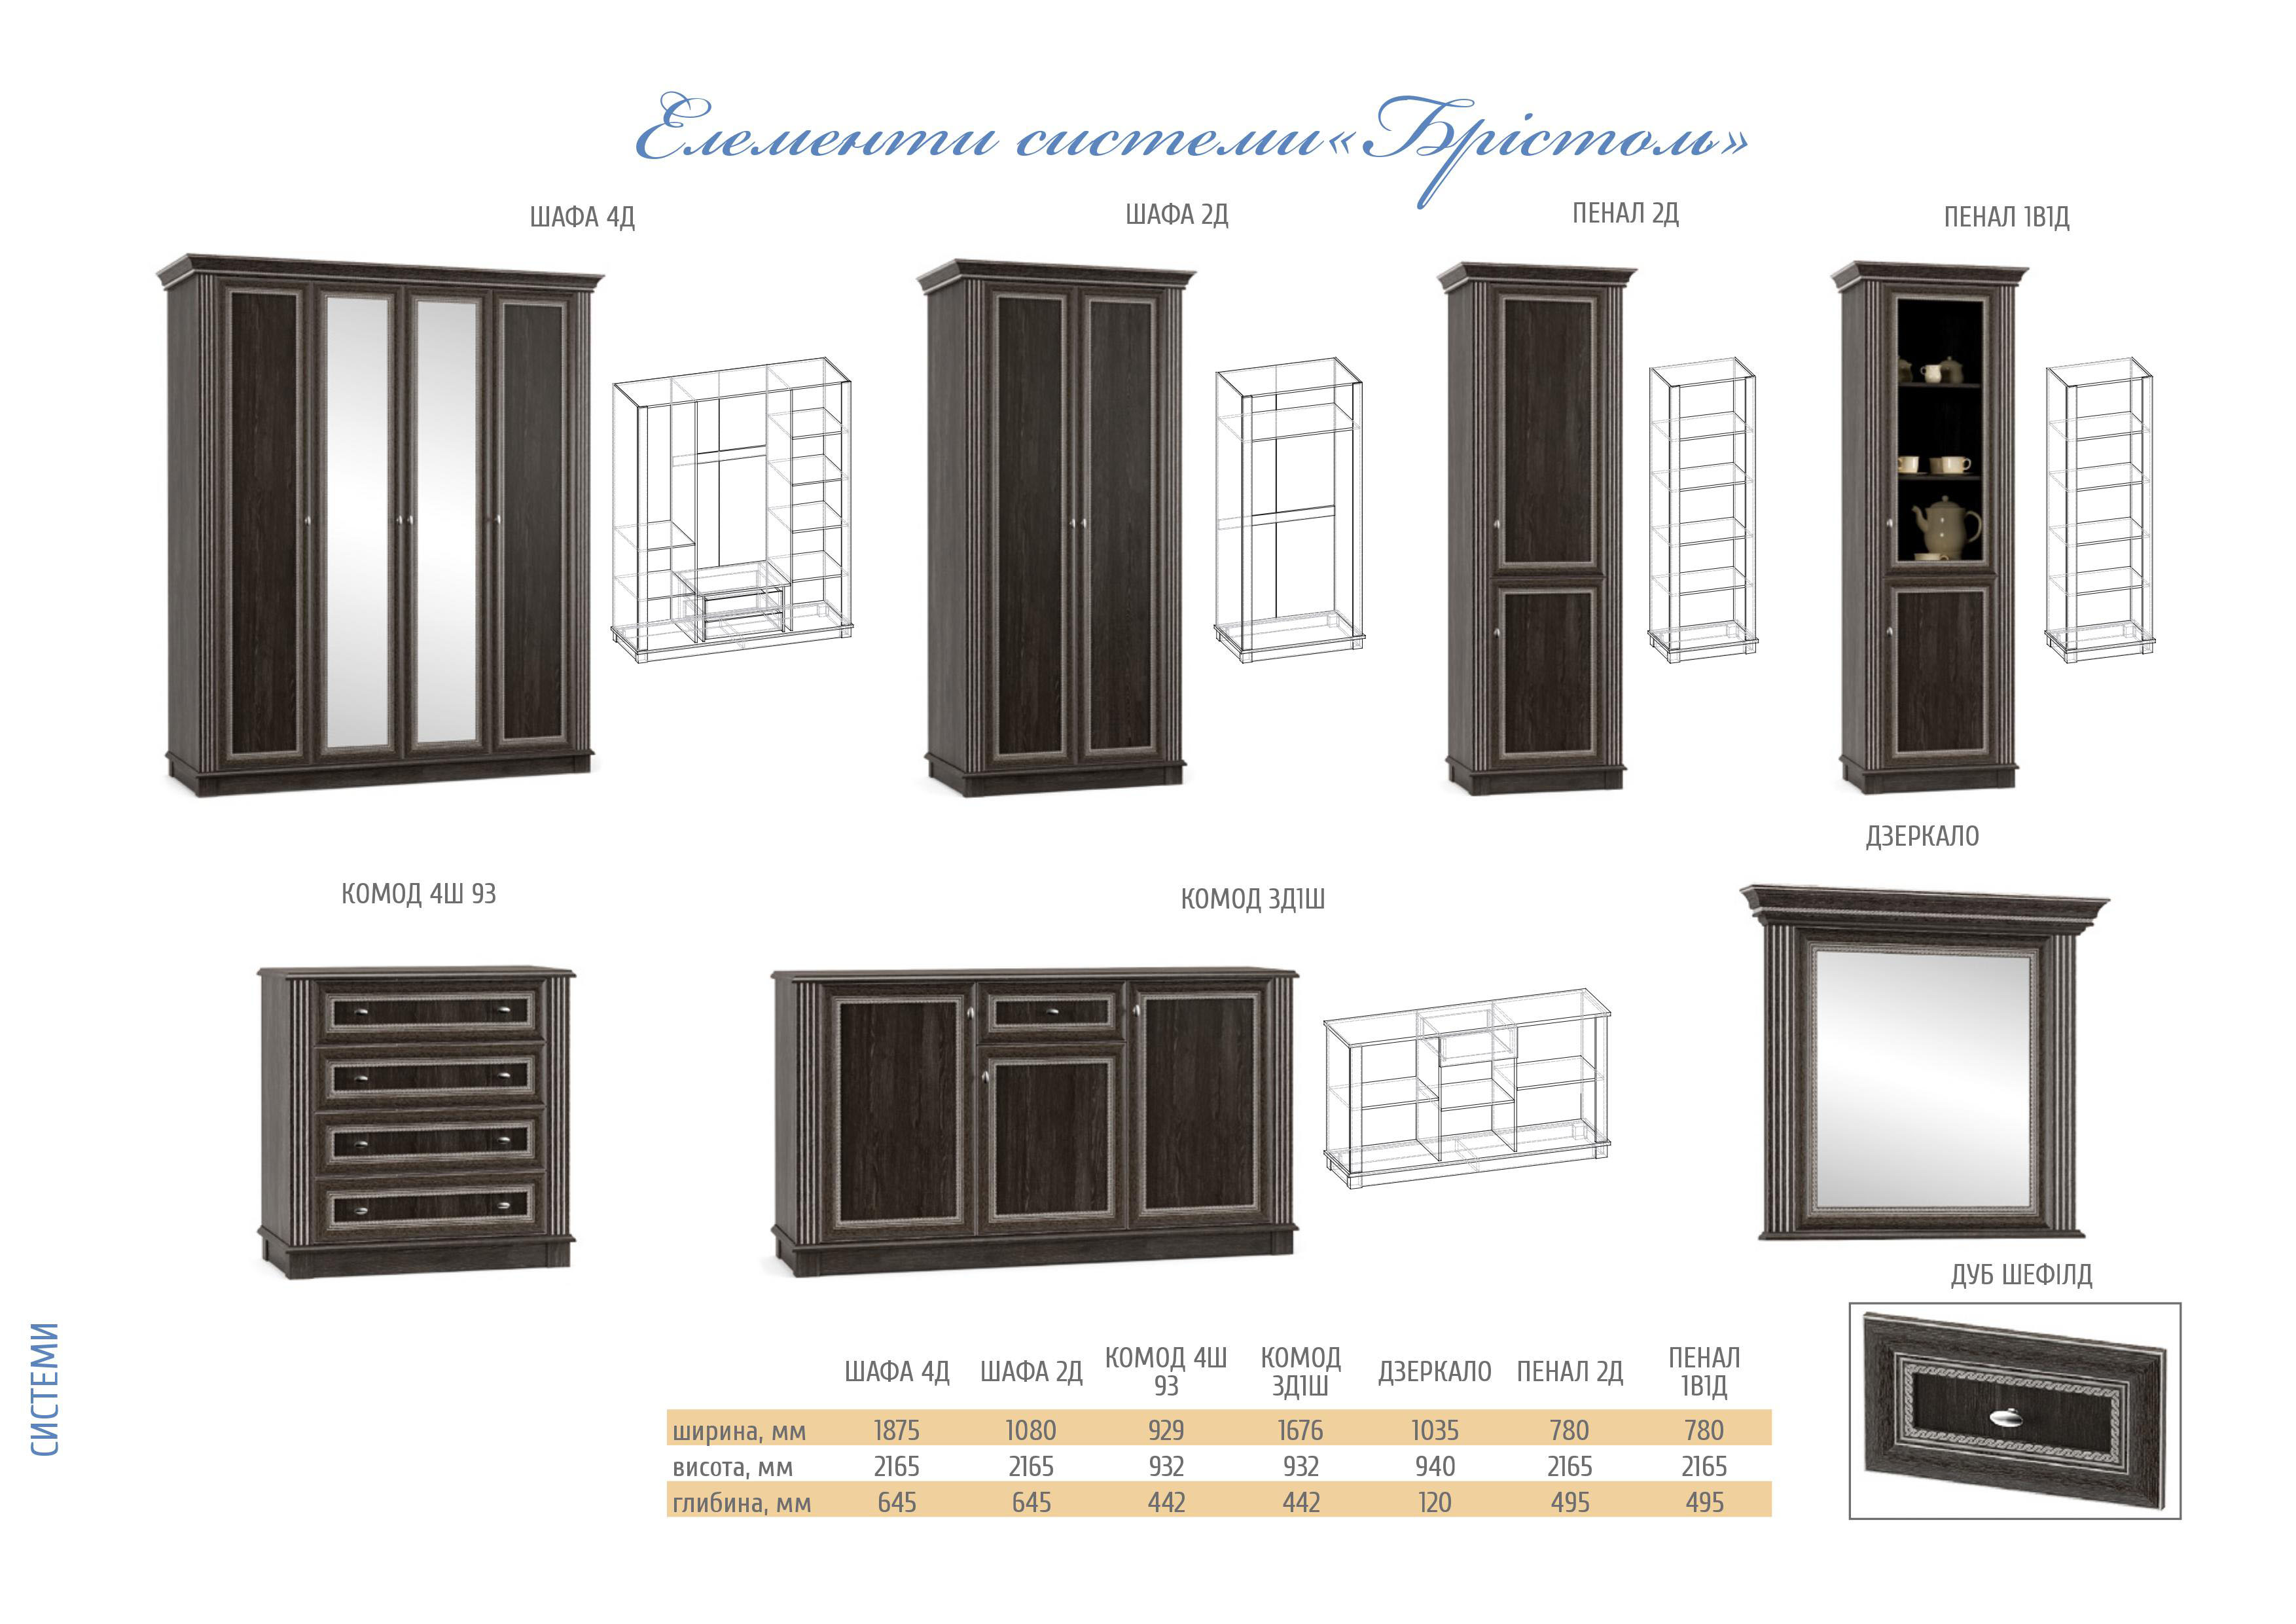 Елементи системи «Брістоль»
ШАФА 4Д
ШАФА 2Д
ПЕНАЛ 2Д
ПЕНАЛ 1В1Д
ДЗЕРКАЛО
КОМОД 4Ш 93
КОМОД 3Д1Ш
ДУБ ШЕФІЛД
СИСТЕМИ
ШАФА 4Д ШАФА 2Д КОМОД 4Ш 93 КОМОД 3Д1Ш ДЗЕРКАЛО ПЕНАЛ 2Д ПЕНАЛ 1В1Д
ширина, мм 1875 1080 929 1676 1035 780 780
висота, мм 2165 2165 932 932 940 2165 2165
глибина, мм 645 645 442 442 120 495 495